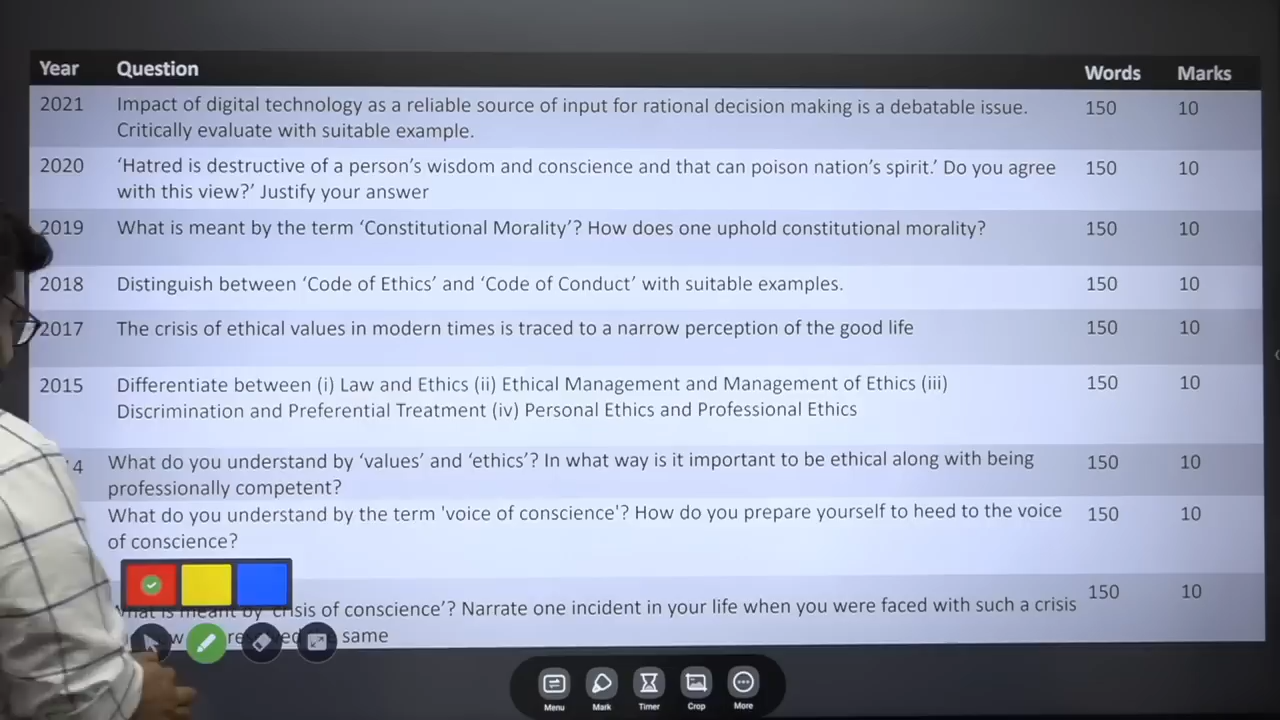 Year Question Words Marks
2021 Impact of digital technology as a reliable source of input for rational decision making is a debatable issue. 150 10
Critically evaluate with suitable example.
2020 ‘Hatred is destructive of a person’s wisdom and conscience and that can poison nation’s spirit.’ Do you agree 150 10
with this view?’ Justify your answer
2019 What is meant by the term ‘Constitutional Morality’? How does one uphold constitutional morality? 150 10
2018 Distinguish between ‘Code of Ethics’ and ‘Code of Conduct’ with suitable examples. 150 10
2017 The crisis of ethical values in modern times is traced to a narrow perception of the good life 150 10
2015 Differentiate between (i) Law and Ethics (ii) Ethical Management and Management of Ethics (iii) 150 10
Discrimination and Preferential Treatment (iv) Personal Ethics and Professional Ethics
4 What do you understand by ‘values’ and ‘ethics’? In what way is it important to be ethical along with being 150 10
professionally competent?
What do you understand by the term 'voice of conscience'? How do you prepare yourself to heed to the voice 150 10
of conscience?
What is meant by ‘crisis of conscience’? Narrate one incident in your life when you were faced with such a crisis 150 10
same
Menu Mark Timer Crop More